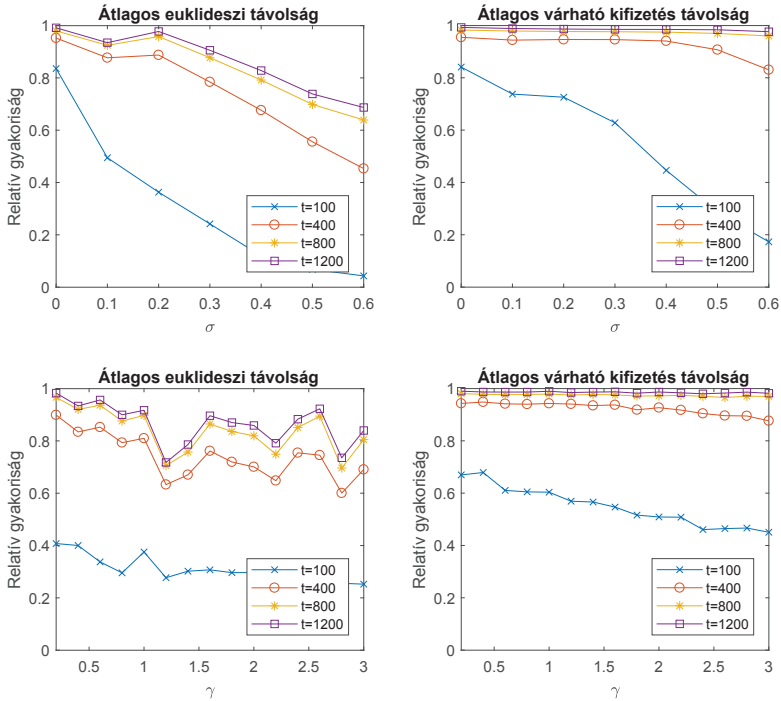 Átlagos euklideszi távolság
Relatív gyakoriság
1
0.8
0.6
0.4
0.2
0
t=100
t=400
t=800
t=1200
0 0.1 0.2 0.3 0.4 0.5 0.6
σ
Átlagos várható kifizetés távolság
Relatív gyakoriság
1
0.8
0.6
0.4
0.2
0
t=100
t=400
t=800
t=1200
0 0.1 0.2 0.3 0.4 0.5 0.6
σ
Átlagos euklideszi távolság
Relatív gyakoriság
1
0.8
0.6
0.4
0.2
0
t=100
t=400
t=800
t=1200
0.5 1 1.5 2 2.5 3
γ
Átlagos várható kifizetés távolság
Relatív gyakoriság
1
0.8
0.6
0.4
0.2
0
t=100
t=400
t=800
t=1200
0.5 1 1.5 2 2.5 3
γ